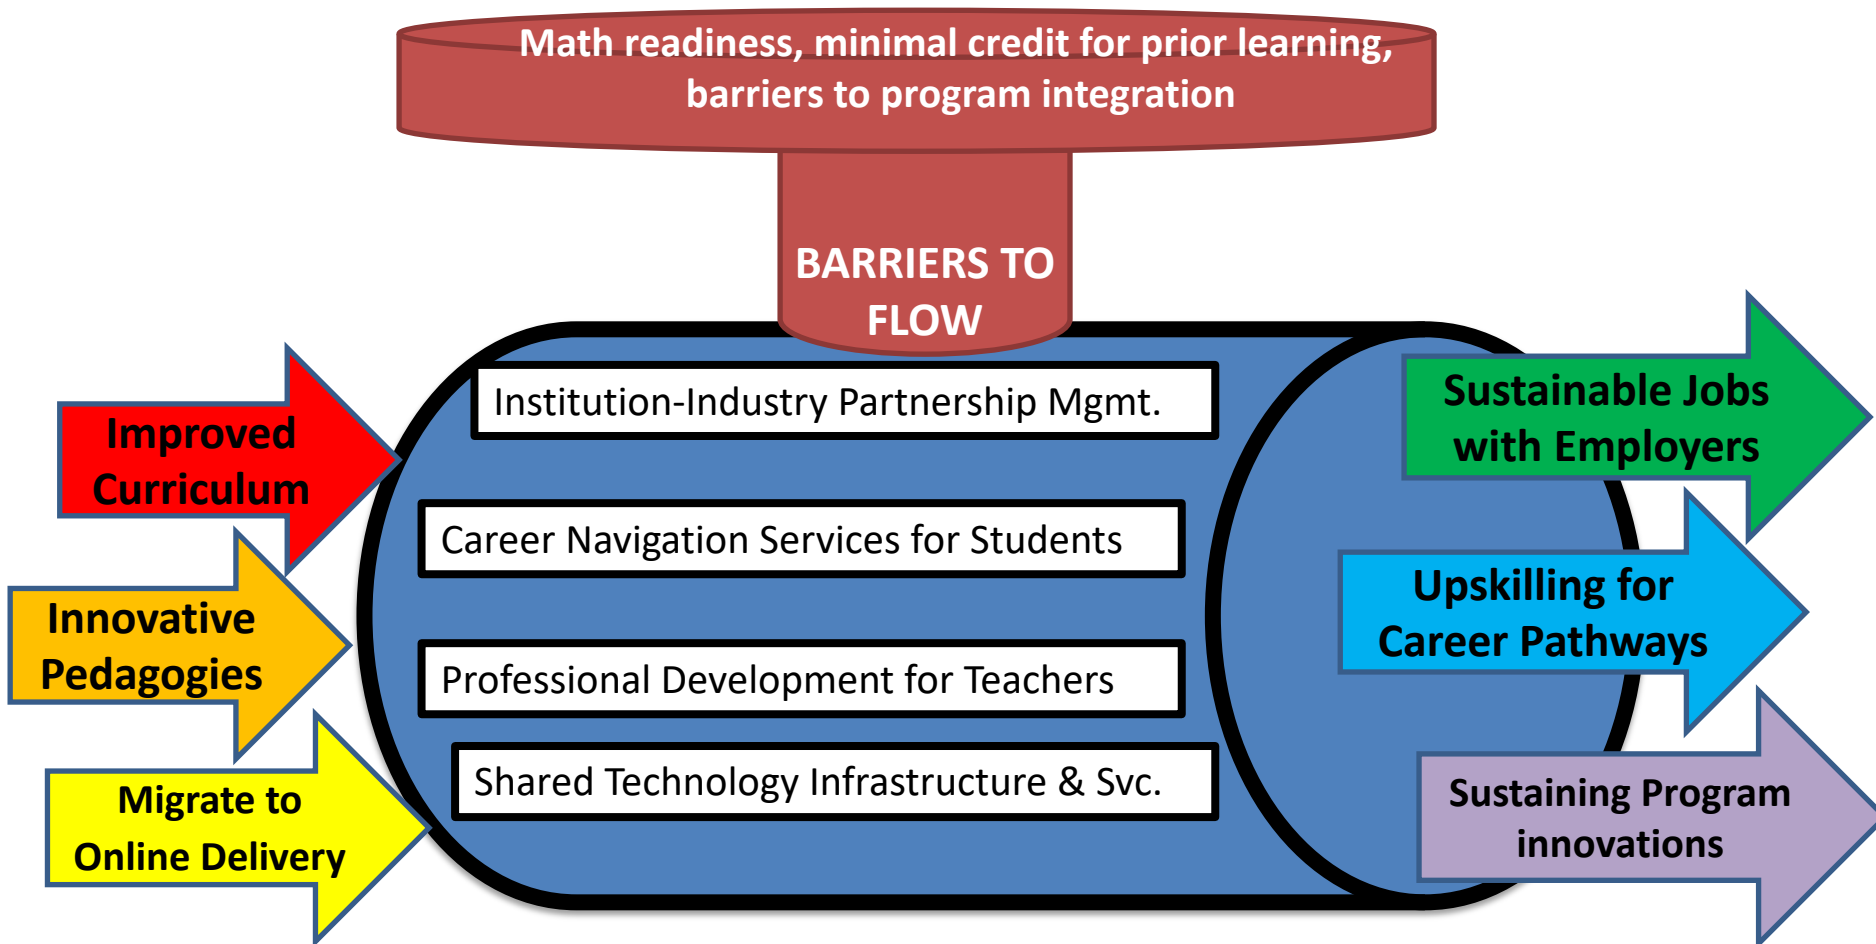 Math readiness, minimal credit for prior learning,
barriers to program integration
BARRIERS TO
FLOW
Improved
Curriculum
Innovative
Pedagogies
Migrate to
Online Delivery
Institution-Industry Partnership Mgmt.
Career Navigation Services for Students
Professional Development for Teachers
Shared Technology Infrastructure & Svc.
Sustainable Jobs
with Employers
Upskilling for
Career Pathways
Sustaining Program
innovations